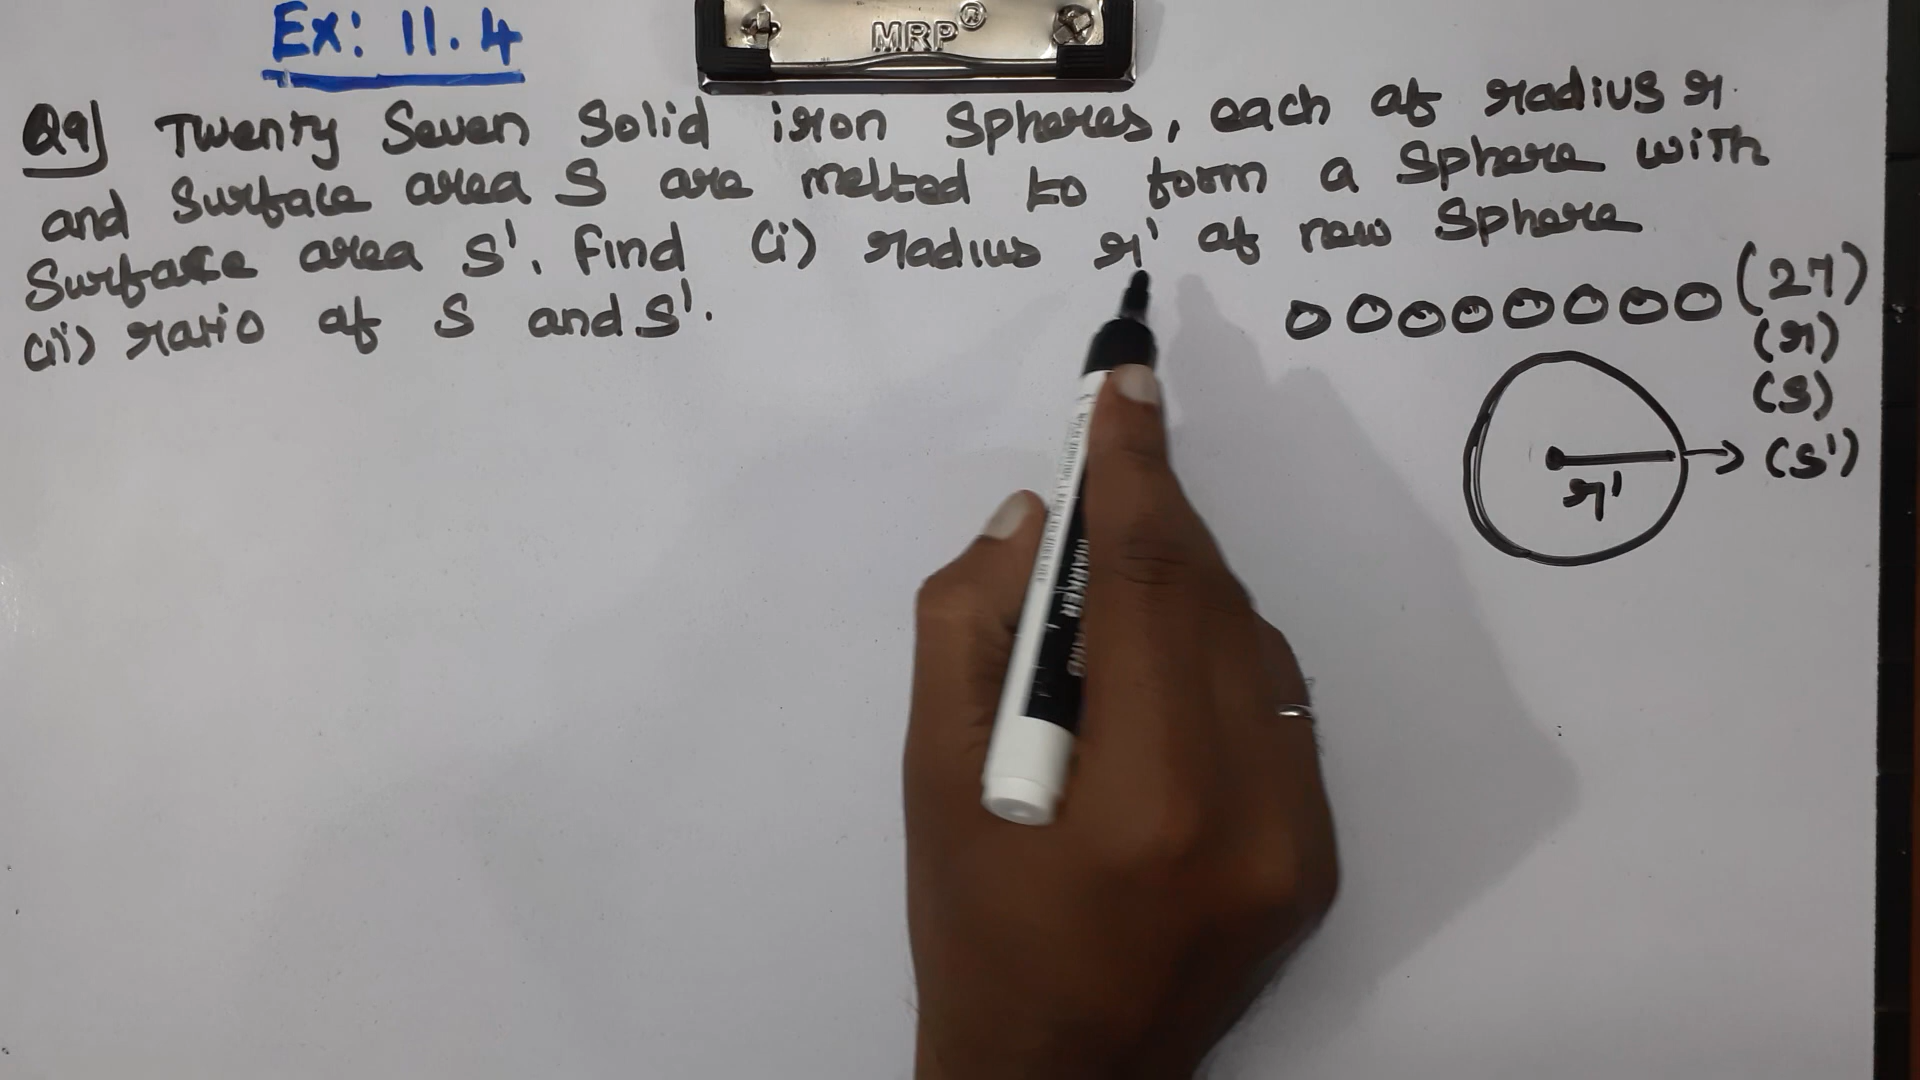 Ex: 11.4
MRP®
Q9) Twenty Seven Solid iron Spheres, each of radius r.
and Surface area S are melted to form a Sphere with
Surface area S'. Find (i) radius r' of new Sphere
(ii) ratio of S and S'.
(27)
(r)
(S)
(S')
r'
MARKER